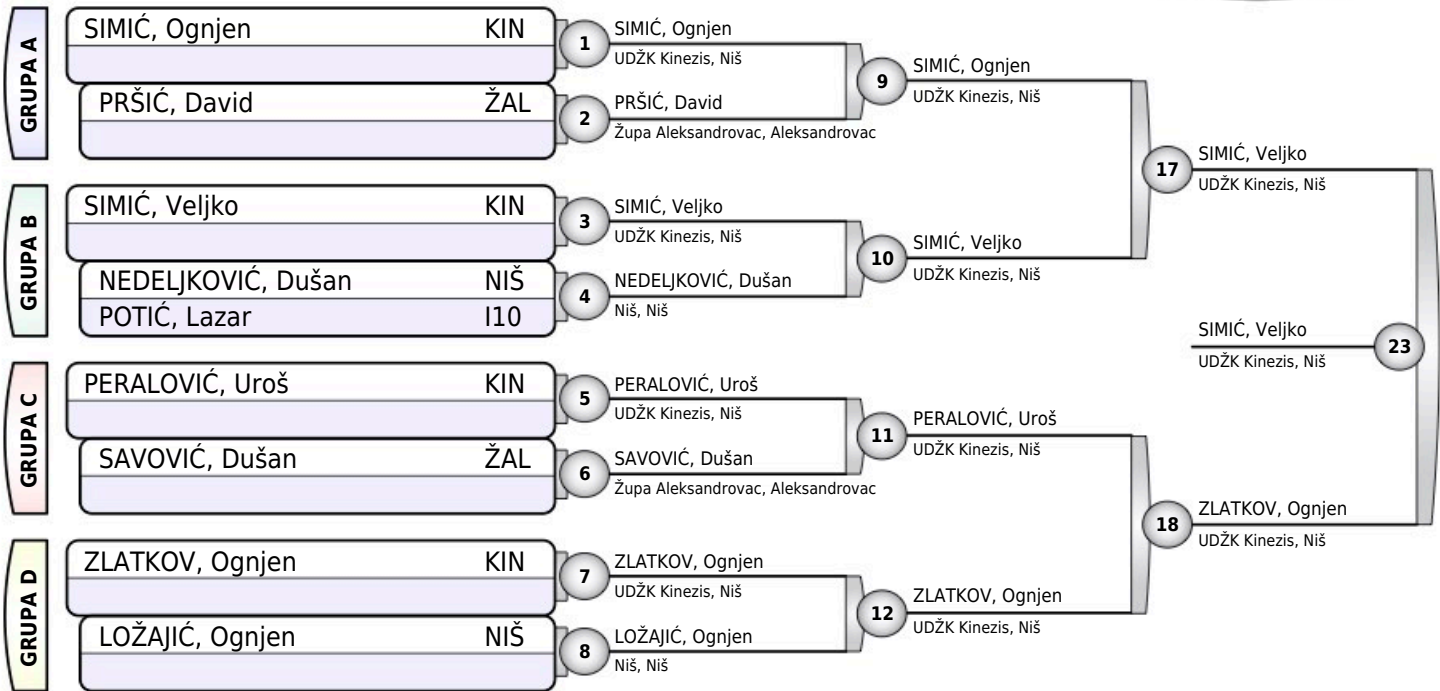 GRUPA A
SIMIĆ, Ognjen KIN
PRŠIĆ, David ŽAL
1
SIMIĆ, Ognjen
UDŽK Kinezis, Niš
2
PRŠIĆ, David
Župa Aleksandrovac, Aleksandrovac
9
SIMIĆ, Ognjen
UDŽK Kinezis, Niš
GRUPA B
SIMIĆ, Veljko KIN
NEDELJKOVIĆ, Dušan NIŠ
POTIĆ, Lazar I10
3
SIMIĆ, Veljko
UDŽK Kinezis, Niš
4
NEDELJKOVIĆ, Dušan
Niš, Niš
10
SIMIĆ, Veljko
UDŽK Kinezis, Niš
17
SIMIĆ, Veljko
UDŽK Kinezis, Niš
GRUPA C
PERALOVIĆ, Uroš KIN
SAVOVIĆ, Dušan ŽAL
5
PERALOVIĆ, Uroš
UDŽK Kinezis, Niš
6
SAVOVIĆ, Dušan
Župa Aleksandrovac, Aleksandrovac
11
PERALOVIĆ, Uroš
UDŽK Kinezis, Niš
GRUPA D
ZLATKOV, Ognjen KIN
LOŽAJIĆ, Ognjen NIŠ
7
ZLATKOV, Ognjen
UDŽK Kinezis, Niš
8
LOŽAJIĆ, Ognjen
Niš, Niš
12
ZLATKOV, Ognjen
UDŽK Kinezis, Niš
18
ZLATKOV, Ognjen
UDŽK Kinezis, Niš
SIMIĆ, Veljko
UDŽK Kinezis, Niš
23